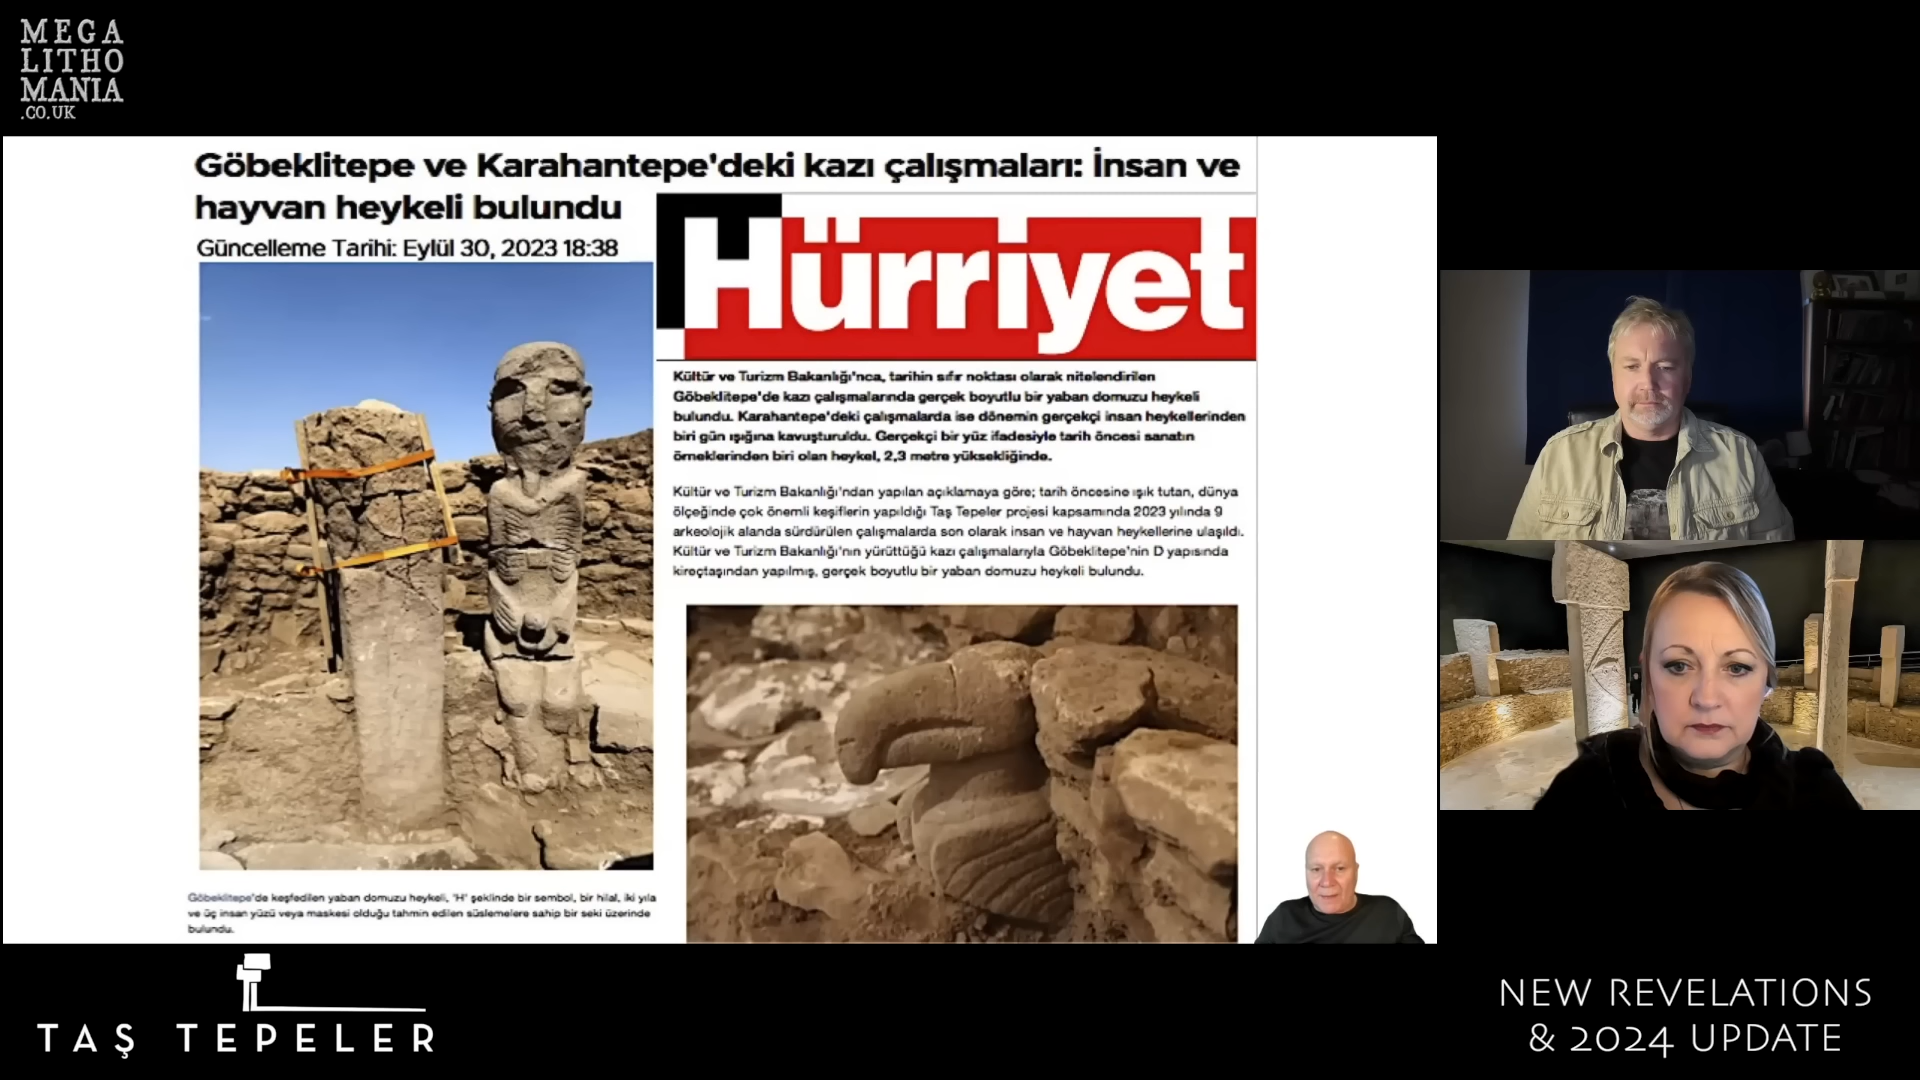 MEGA
LITHO
MANIA
.CO.UK
Göbeklitepe ve Karahantepe'deki kazı çalışmaları: İnsan ve
hayvan heykeli bulundu
Güncelleme Tarihi: Eylül 30, 2023 18:38
Hürriyet
Kültür ve Turizm Bakanlığı'nca, tarihin sıfır noktası olarak nitelendirilen
Göbeklitepe'de kazı çalışmalarında gerçek boyutlu bir yaban domuzu heykeli
bulundu. Karahantepe'deki çalışmalarda ise dönemin gerçekçi insan heykellerinden
biri gün ışığına kavuşturuldu. Gerçekçi bir yüz ifadesiyle tarih öncesi sanatın
örneklerinden biri olan heykel, 2,3 metre yüksekliğinde.
Kültür ve Turizm Bakanlığı'ndan yapılan açıklamaya göre; tarih öncesine ışık tutan, dünya
ölçeğinde çok önemli keşiflerin yapıldığı Taş Tepeler projesi kapsamında 2023 yılında 9
arkeolojik alanda sürdürülen çalışmalarda son olarak insan ve hayvan heykellerine ulaşıldı.
Kültür ve Turizm Bakanlığı'nın yürüttüğü kazı çalışmalarıyla Göbeklitepe'nin D yapısında
kireçtaşından yapılmış, gerçek boyutlu bir yaban domuzu heykeli bulundu.
Göbeklitepe'de keşfedilen yaban domuzu heykeli, 'H' şeklinde bir sembol, bir hilal, iki yıla
ve üç insan yüzü veya maskesi olduğu tahmin edilen süslemelere sahip bir seki üzerinde
bulundu.
TAŞ TEPELER
NEW REVELATIONS
& 2024 UPDATE